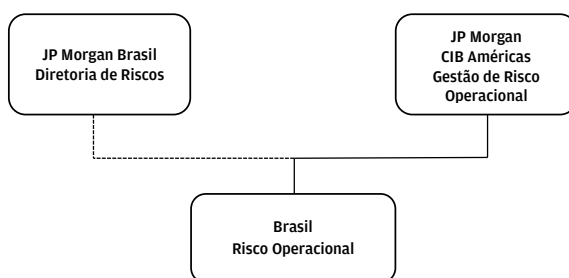 JP Morgan Brasil
Diretoria de Riscos
JP Morgan
CIB Américas
Gestão de Risco
Operacional
Brasil
Risco Operacional